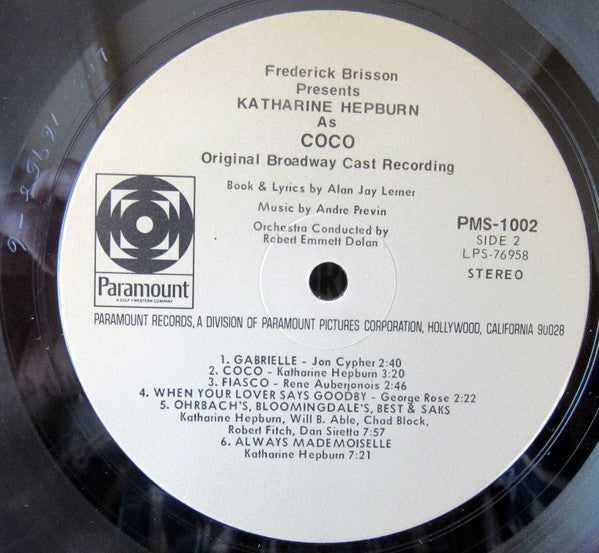 Frederick Brisson
Presents
KATHARINE HEPBURN
As
COCO
Original Broadway Cast Recording
Book & Lyrics by Alan Jay Lerner
Music by Andre Previn
Orchestra Conducted by
Robert Emmett Dolan
PMS-1002
SIDE 2
LPS-76958
STEREO
Paramount
A GULF + WESTERN COMPANY
PARAMOUNT RECORDS, A DIVISION OF PARAMOUNT PICTURES CORPORATION, HOLLYWOOD, CALIFORNIA 90028
1. GABRIELLE - Jon Cypher 2:40
2. COCO - Katharine Hepburn 3:20
3. FIASCO - Rene Auberjonois 2:46
4. WHEN YOUR LOVER SAYS GOODBY - George Rose 2:22
5. OHRBACH'S, BLOOMINGDALE'S, BEST & SAKS
Katharine Hepburn, Will B. Able, Chad Block,
Robert Fitch, Dan Siretta 7:57
6. ALWAYS MADEMOISELLE
Katharine Hepburn 7:21